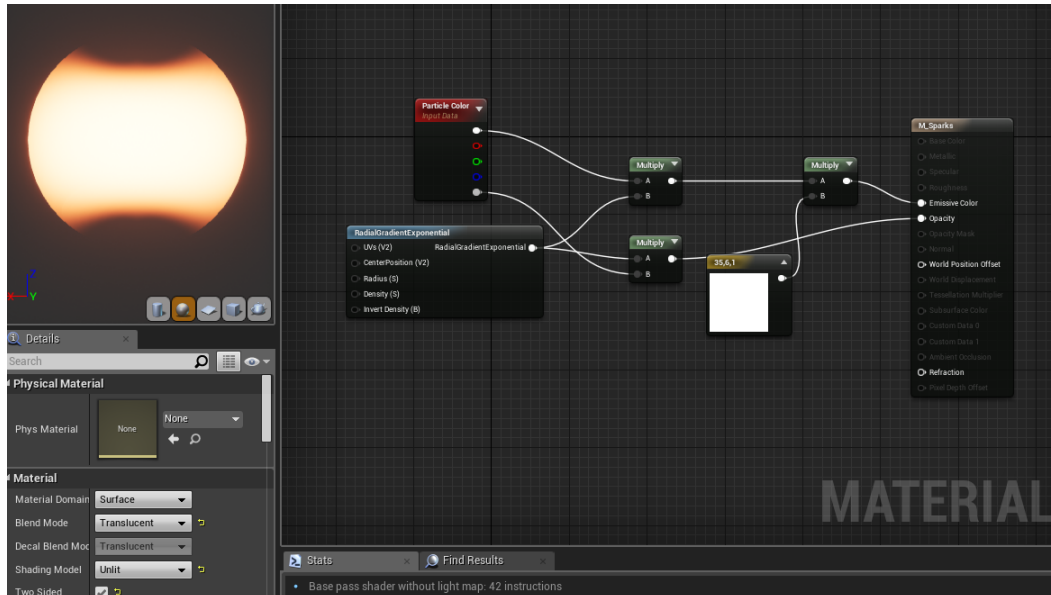 Z
Y
Details
Search
Physical Material
Phys Material
None
None
Material
Material Domain
Surface
Blend Mode
Translucent
Decal Blend Moc
Translucent
Shading Model
Unlit
Two Sided
Particle Color
Input Data
RadialGradientExponential
UVs (V2)
RadialGradientExponential
CenterPosition (V2)
Radius (S)
Density (S)
Invert Density (B)
Multiply
A
B
Multiply
A
B
35,6,1
Multiply
A
B
M_Sparks
Base Color
Metallic
Specular
Roughness
Emissive Color
Opacity
Opacity Mask
Normal
World Position Offset
World Displacement
Tessellation Multiplier
Subsurface Color
Custom Data 0
Custom Data 1
Ambient Occlusion
Refraction
Pixel Depth Offset
MATERIAL
Stats
Find Results
Base pass shader without light map: 42 instructions